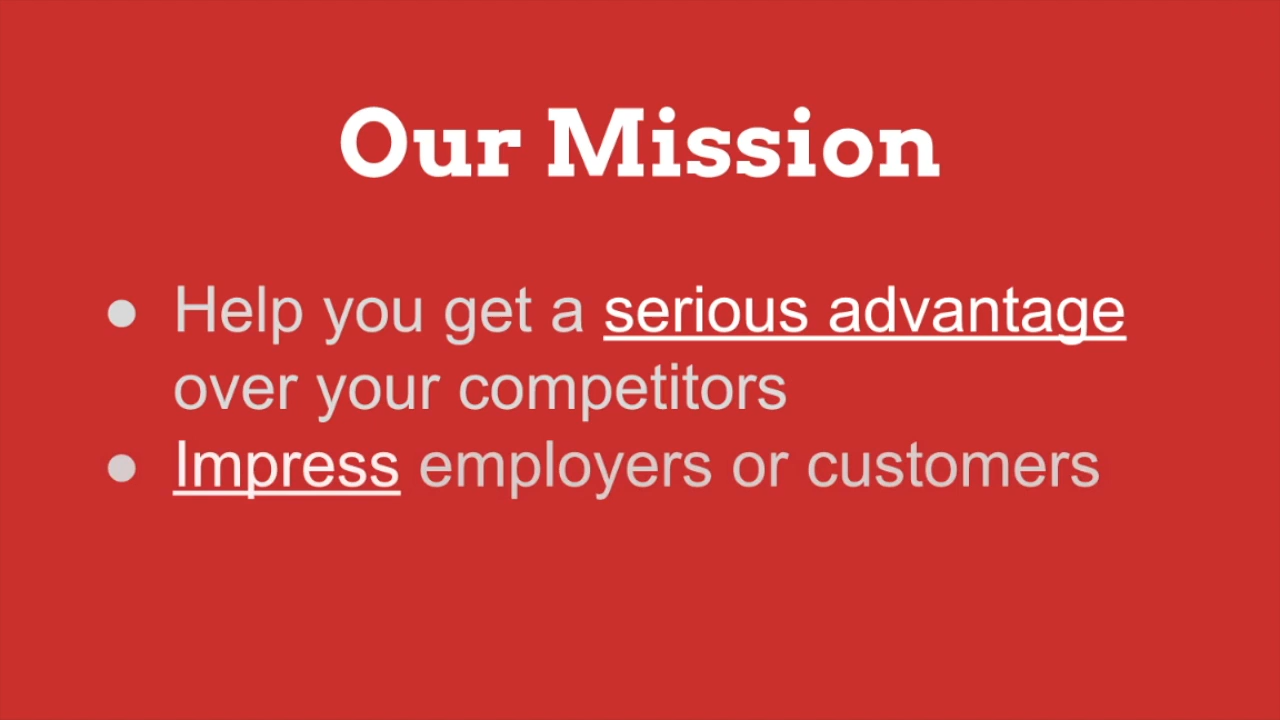 Our Mission
● Help you get a serious advantage
over your competitors
● Impress employers or customers